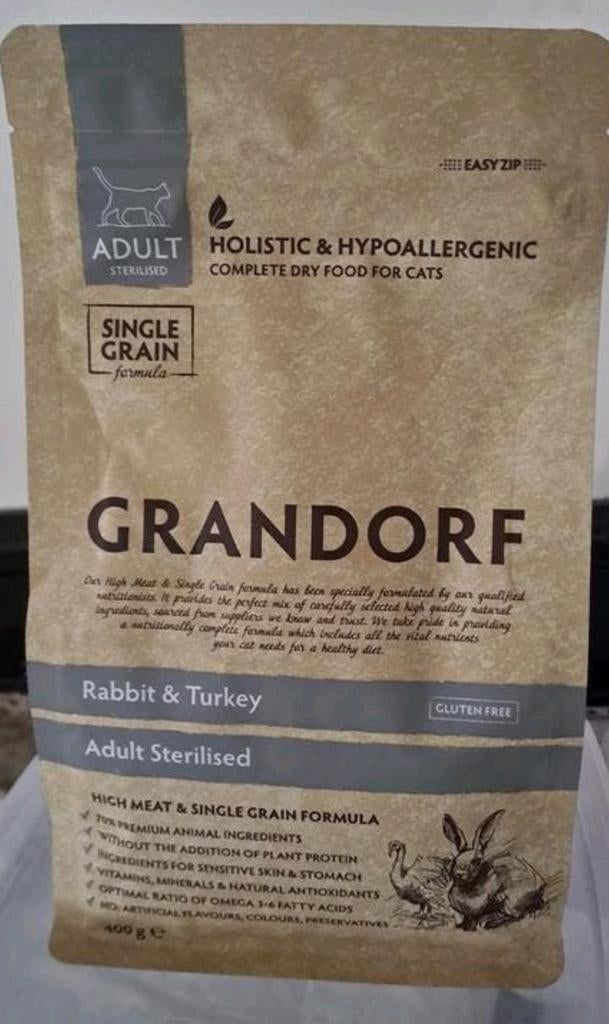 EASY ZIP
ADULT
STERILISED
HOLISTIC & HYPOALLERGENIC
COMPLETE DRY FOOD FOR CATS
SINGLE
GRAIN
formula
GRANDORF
Our High Meat & Single Grain formula has been specially formulated by our qualified
nutritionists. It provides the perfect mix of carefully selected high quality natural
ingredients, sourced from suppliers we know and trust. We take pride in providing
a nutritionally complete formula which includes all the vital nutrients
your cat needs for a healthy diet.
Rabbit & Turkey
GLUTEN FREE
Adult Sterilised
HIGH MEAT & SINGLE GRAIN FORMULA
✓ 70% PREMIUM ANIMAL INGREDIENTS
✓ WITHOUT THE ADDITION OF PLANT PROTEIN
✓ INGREDIENTS FOR SENSITIVE SKIN & STOMACH
✓ VITAMINS, MINERALS & NATURAL ANTIOXIDANTS
✓ OPTIMAL RATIO OF OMEGA 3-6 FATTY ACIDS
✓ NO: ARTIFICIAL FLAVOURS, COLOURS, PRESERVATIVES
400 g ℮